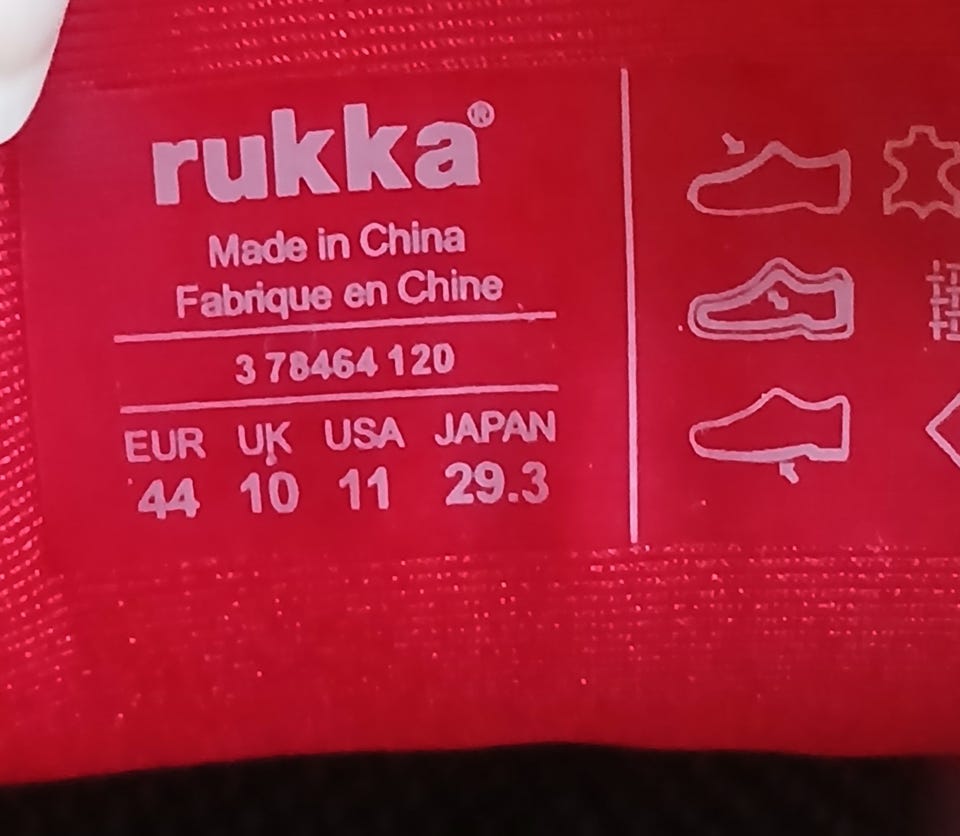 rukka®
Made in China
Fabrique en Chine
3 78464 120
EUR UK USA JAPAN
44 10 11 29.3